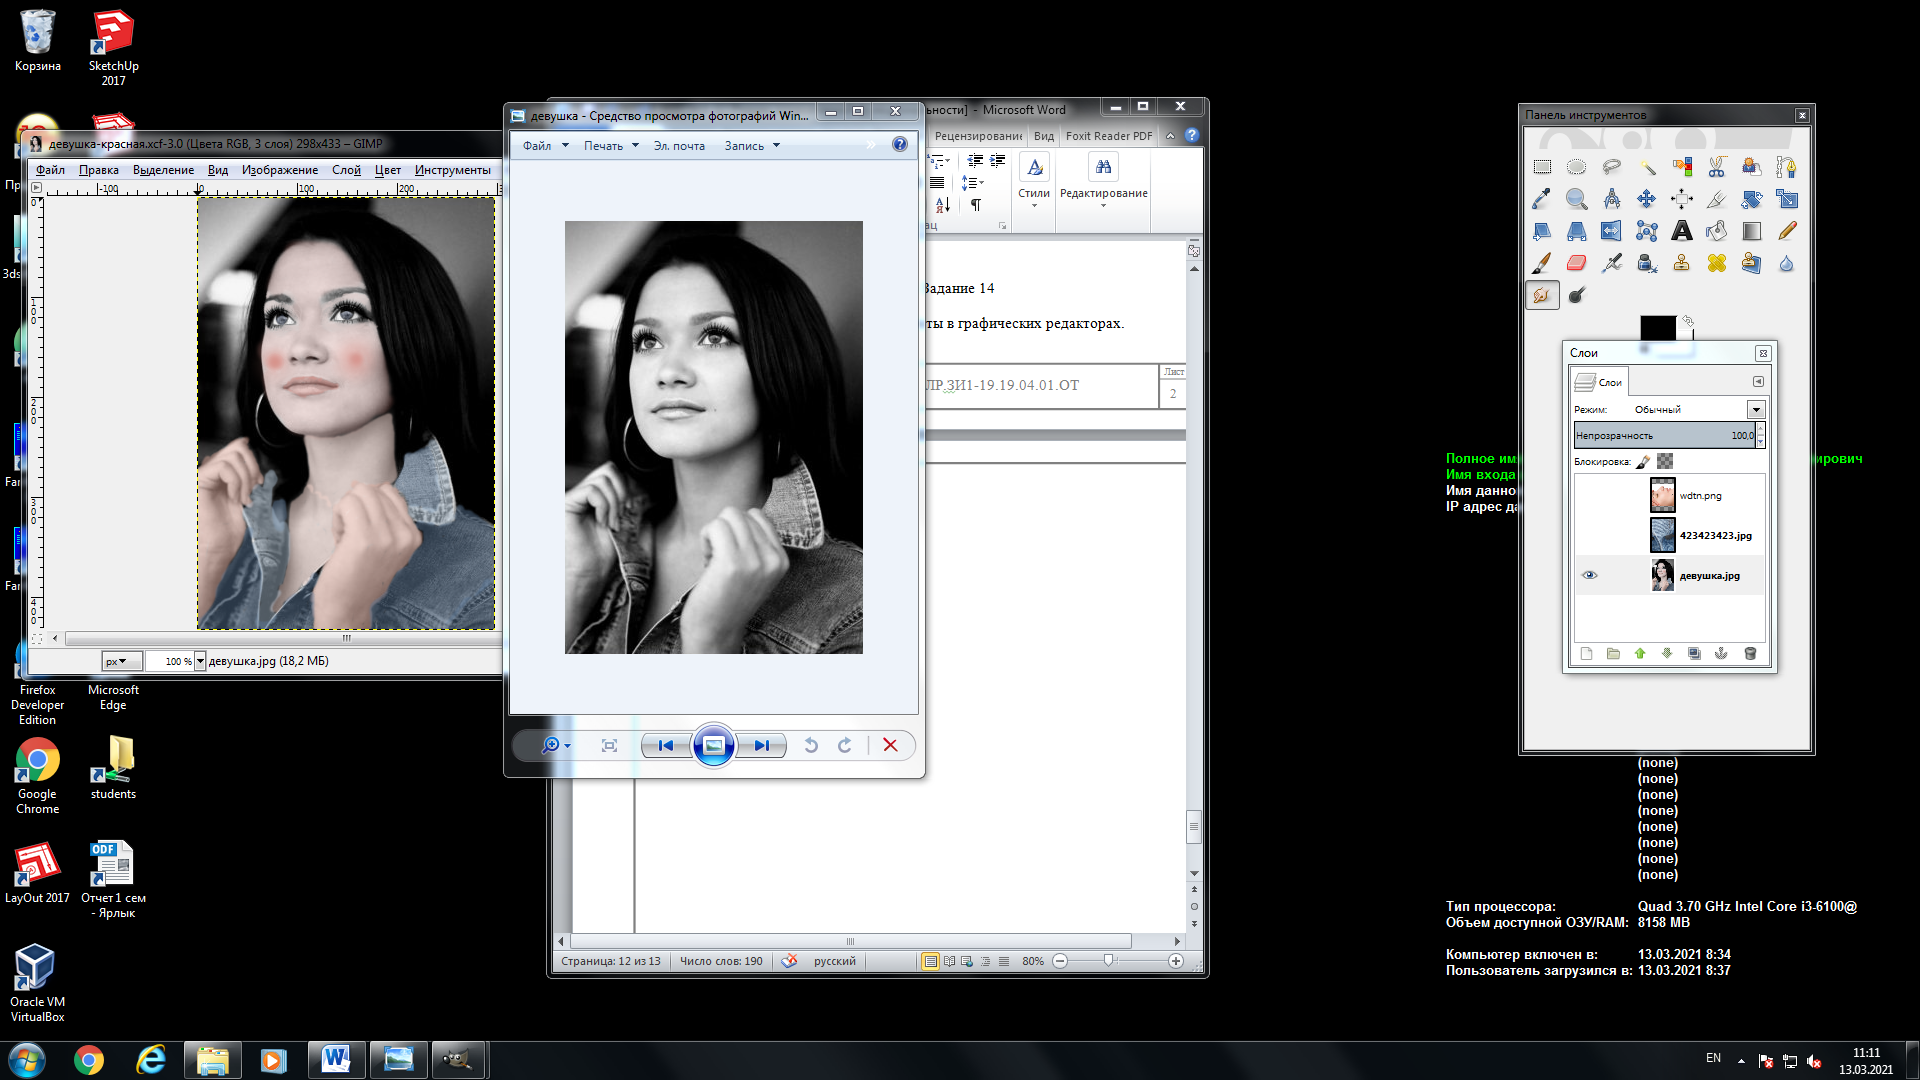 Корзина
SketchUp
2017
Firefox
Developer
Edition
Microsoft
Edge
Google
Chrome
students
LayOut 2017
ODF
Отчет 1 сем
- Ярлык
Oracle VM
VirtualBox
девушка-красная.xcf-3.0 (Цвета RGB, 3 слоя) 298x433 – GIMP
Файл Правка Выделение Вид Изображение Слой Цвет Инструменты
-100 0 100 200
0
100
200
300
400
px 100 % девушка.jpg (18,2 МБ)
девушка - Средство просмотра фотографий Win...
Файл Печать Эл. почта Запись »
ьности] - Microsoft Word
Рецензирование Вид Foxit Reader PDF
Стили
Редактирование
ац
Задание 14
ты в графических редакторах.
ЛР.ЗИ1-19.19.04.01.ОТ
Лист
2
Страница: 12 из 13 Число слов: 190 русский 80%
Панель инструментов
Слои
Слои
Режим: Обычный
Непрозрачность 100,0
Блокировка:
wdtn.png
423423423.jpg
девушка.jpg
Полное им
ирович
Имя входа
Имя данно
IP адрес да
(none)
(none)
(none)
(none)
(none)
(none)
(none)
(none)
Тип процессора: Quad 3.70 GHz Intel Core i3-6100@
Объем доступной ОЗУ/RAM: 8158 MB
Компьютер включен в: 13.03.2021 8:34
Пользователь загрузился в: 13.03.2021 8:37
EN
11:11
13.03.2021